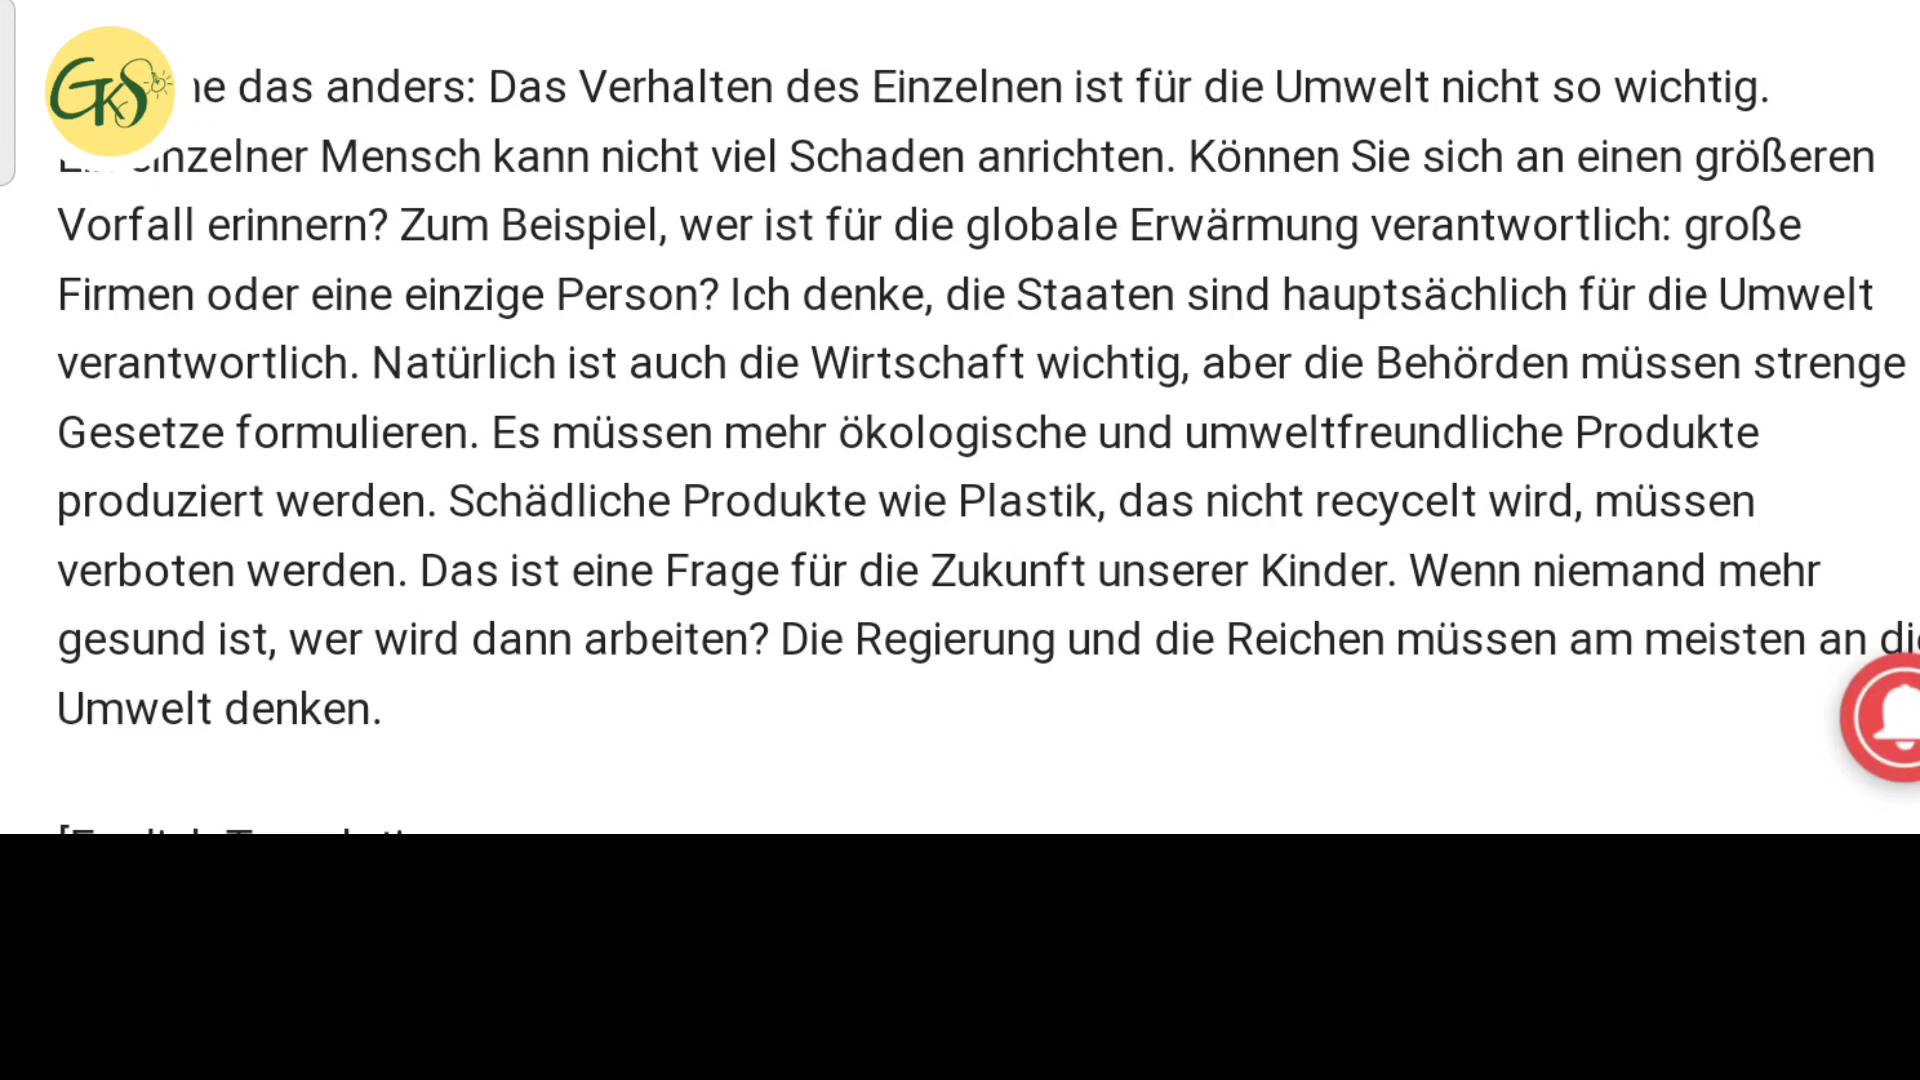 GKS
das anders: Das Verhalten des Einzelnen ist für die Umwelt nicht so wichtig.
Mensch kann nicht viel Schaden anrichten. Können Sie sich an einen größeren
Vorfall erinnern? Zum Beispiel, wer ist für die globale Erwärmung verantwortlich: große
Firmen oder eine einzige Person? Ich denke, die Staaten sind hauptsächlich für die Umwelt
verantwortlich. Natürlich ist auch die Wirtschaft wichtig, aber die Behörden müssen strenge
Gesetze formulieren. Es müssen mehr ökologische und umweltfreundliche Produkte
produziert werden. Schädliche Produkte wie Plastik, das nicht recycelt wird, müssen
verboten werden. Das ist eine Frage für die Zukunft unserer Kinder. Wenn niemand mehr
gesund ist, wer wird dann arbeiten? Die Regierung und die Reichen müssen am meisten an
Umwelt denken.